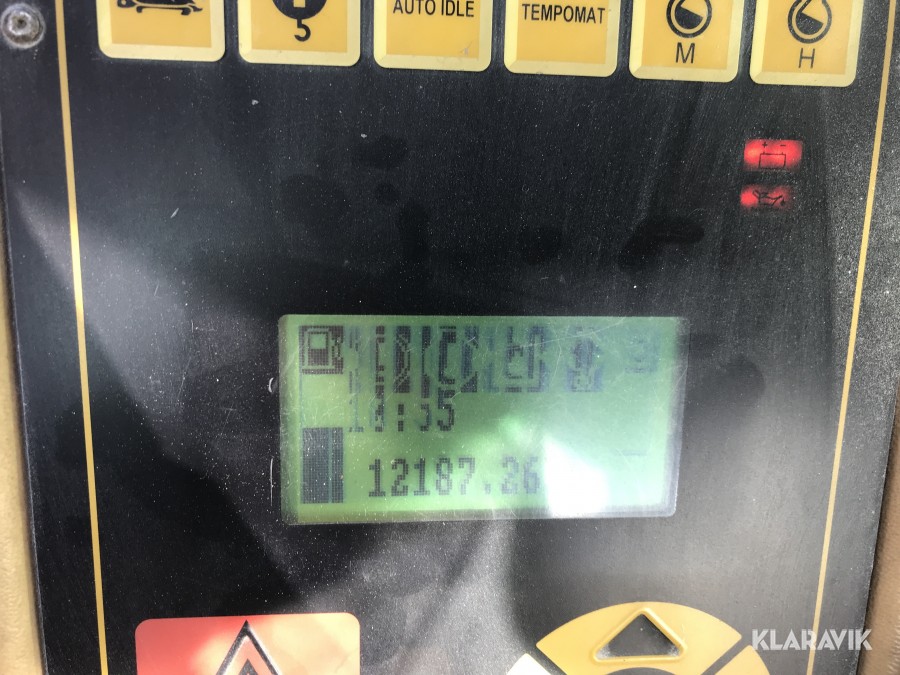 AUTO IDLE
TEMPOMAT
M
H
12187.26
KLARAVIK